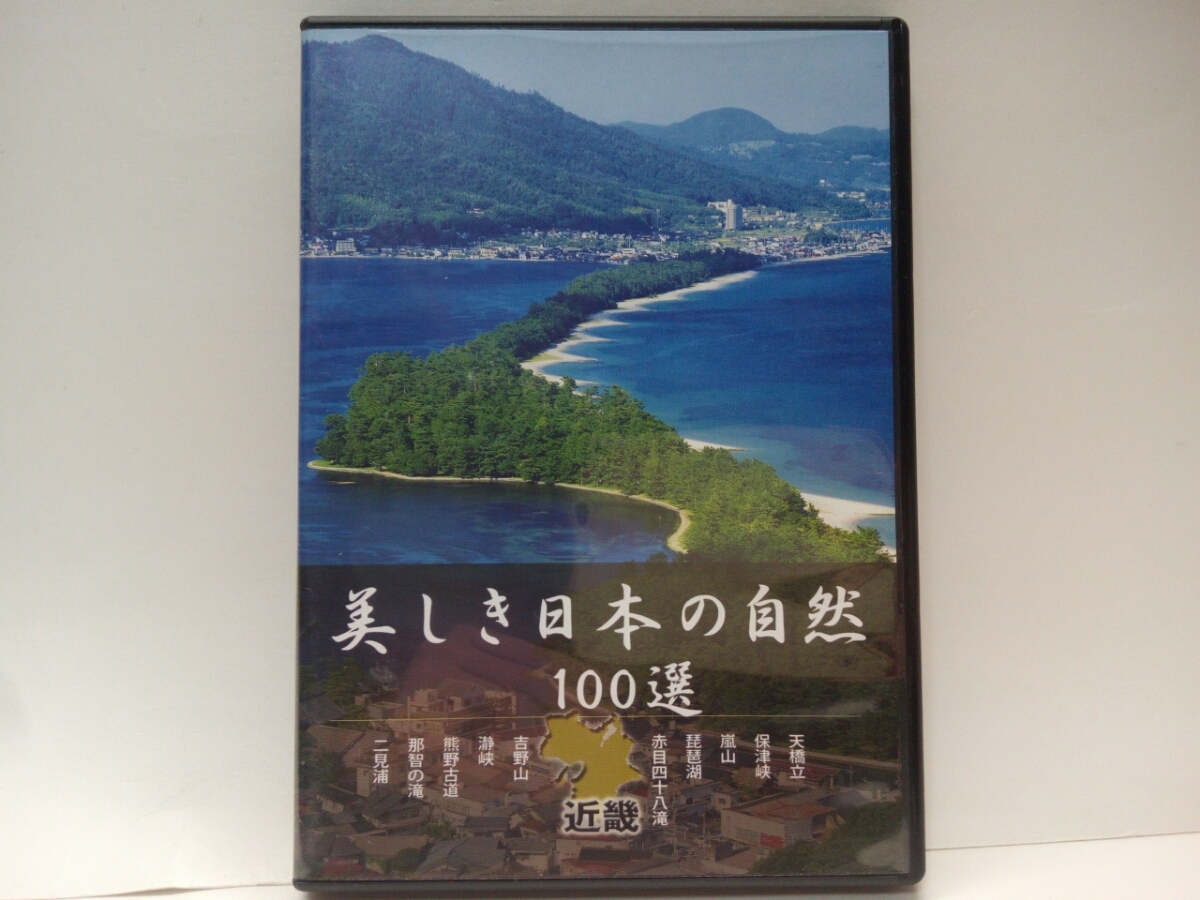 美しき日本の自然
100選
天橋立
保津峡
嵐山
琵琶湖
赤目四十八滝
近畿
吉野山
瀞峡
熊野古道
那智の滝
二見浦